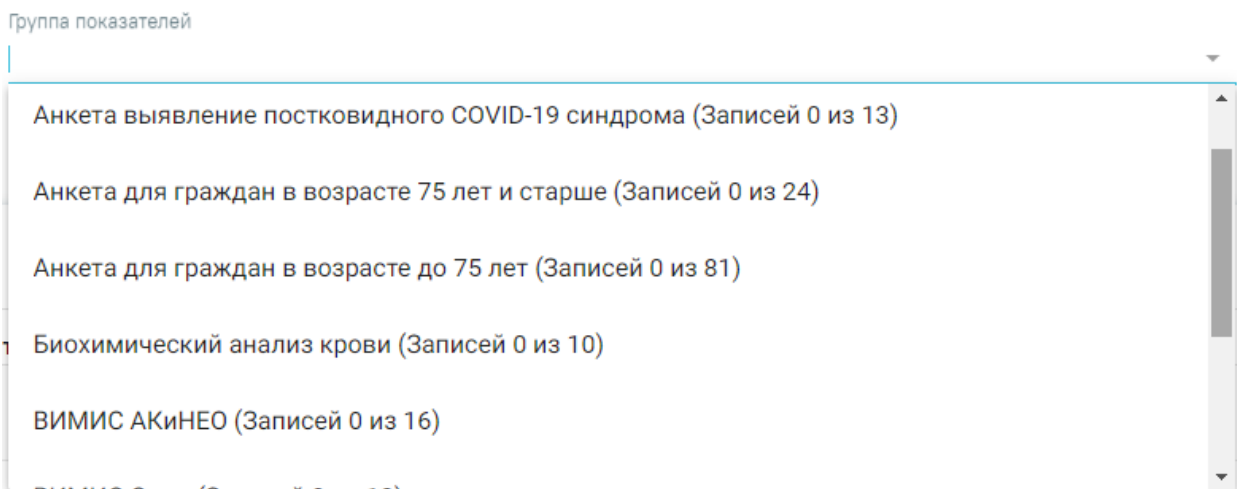 Группа показателей
Анкета выявление постковидного COVID-19 синдрома (Записей 0 из 13)
Анкета для граждан в возрасте 75 лет и старше (Записей 0 из 24)
Анкета для граждан в возрасте до 75 лет (Записей 0 из 81)
Биохимический анализ крови (Записей 0 из 10)
ВИМИС АКиНЕО (Записей 0 из 16)